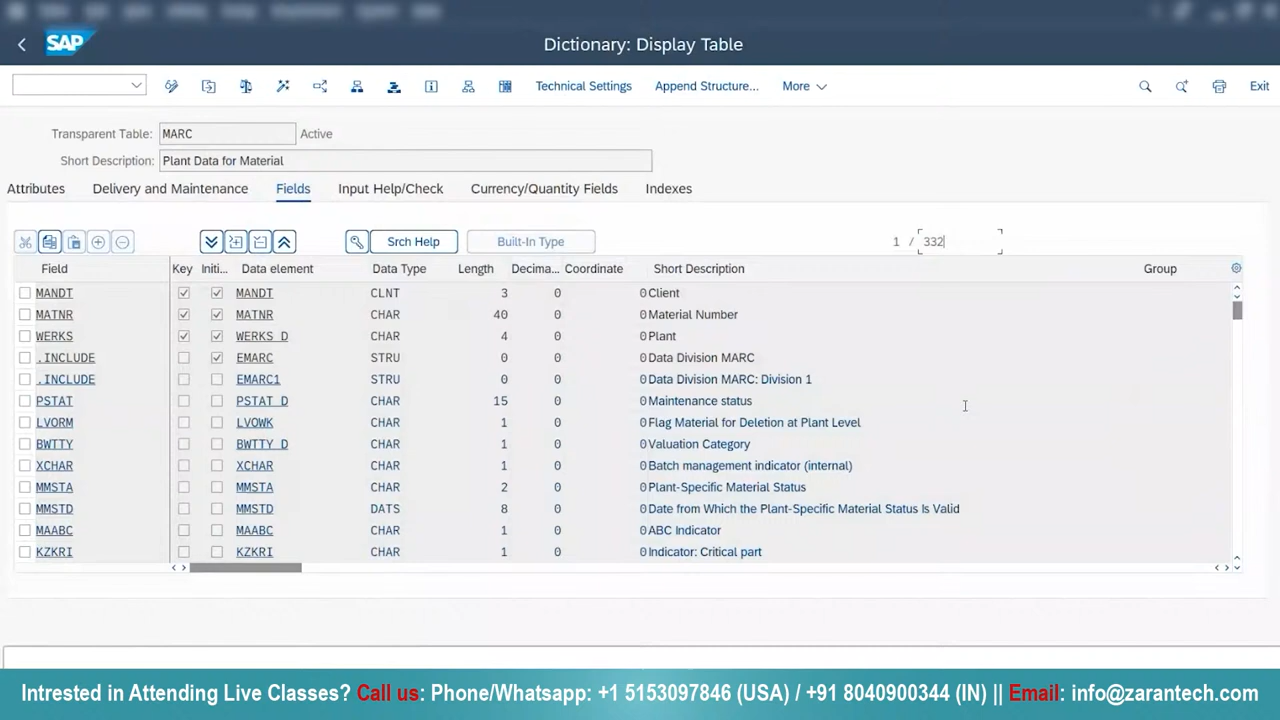 SAP
Dictionary: Display Table
Technical Settings Append Structure... More Exit
Transparent Table: MARC Active
Short Description: Plant Data for Material
Attributes Delivery and Maintenance Fields Input Help/Check Currency/Quantity Fields Indexes
Srch Help Built-In Type 1 / 332
Field Key Initi... Data element Data Type Length Decima... Coordinate Short Description Group
MANDT MANDT CLNT 3 0 0 Client
MATNR MATNR CHAR 40 0 0 Material Number
WERKS WERKS_D CHAR 4 0 0 Plant
.INCLUDE EMARC STRU 0 0 0 Data Division MARC
.INCLUDE EMARC1 STRU 0 0 0 Data Division MARC: Division 1
PSTAT PSTAT_D CHAR 15 0 0 Maintenance status
LVORM LVOWK CHAR 1 0 0 Flag Material for Deletion at Plant Level
BWTTY BWTTY_D CHAR 1 0 0 Valuation Category
XCHAR XCHAR CHAR 1 0 0 Batch management indicator (internal)
MMSTA MMSTA CHAR 2 0 0 Plant-Specific Material Status
MMSTD MMSTD DATS 8 0 0 Date from Which the Plant-Specific Material Status Is Valid
MAABC MAABC CHAR 1 0 0 ABC Indicator
KZKRI KZKRI CHAR 1 0 0 Indicator: Critical part
Intrested in Attending Live Classes? Call us: Phone/Whatsapp: +1 5153097846 (USA) / +91 8040900344 (IN) || Email: info@zarantech.com